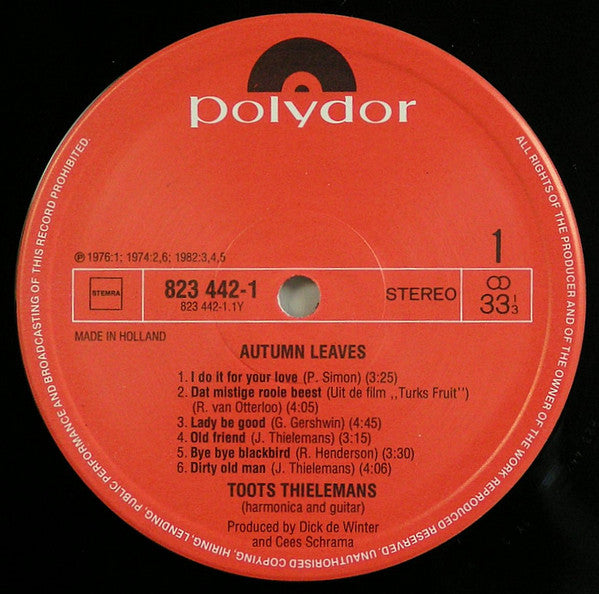 polydor
ALL RIGHTS OF THE PRODUCER AND OF THE OWNER OF THE WORK REPRODUCED RESERVED. UNAUTHORISED COPYING, HIRING, LENDING, PUBLIC PERFORMANCE AND BROADCASTING OF THIS RECORD PROHIBITED.
℗ 1976:1; 1974:2,6; 1982:3,4,5
1
STEMRA
823 442-1
823 442-1.1Y
STEREO
33 1/3
MADE IN HOLLAND
AUTUMN LEAVES
1. I do it for your love (P. Simon) (3:25)
2. Dat mistige rooie beest (Uit de film ,,Turks Fruit'')
(R. van Otterloo) (4:05)
3. Lady be good (G. Gershwin) (4:45)
4. Old friend (J. Thielemans) (3:15)
5. Bye bye blackbird (R. Henderson) (3:30)
6. Dirty old man (J. Thielemans) (4:06)
TOOTS THIELEMANS
(harmonica and guitar)
Produced by Dick de Winter
and Cees Schrama